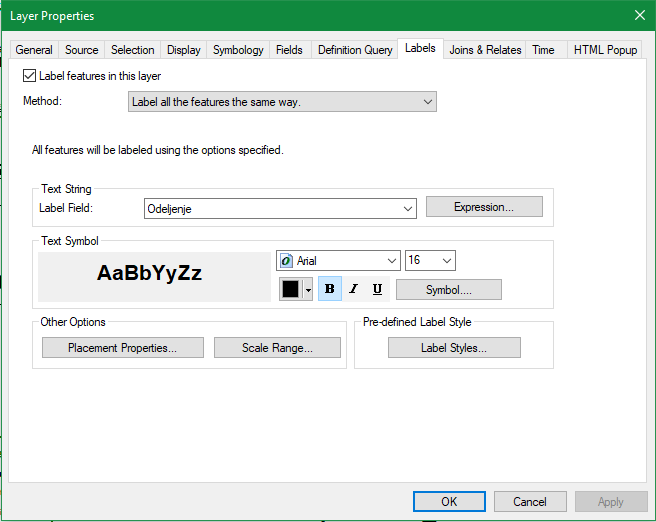 Layer Properties
General Source Selection Display Symbology Fields Definition Query Labels Joins & Relates Time HTML Popup
Label features in this layer
Method: Label all the features the same way.
All features will be labeled using the options specified.
Text String
Label Field: Odeljenje Expression...
Text Symbol
AaBbYyZz
Arial 16
B I U Symbol....
Other Options
Placement Properties... Scale Range...
Pre-defined Label Style
Label Styles...
OK Cancel Apply